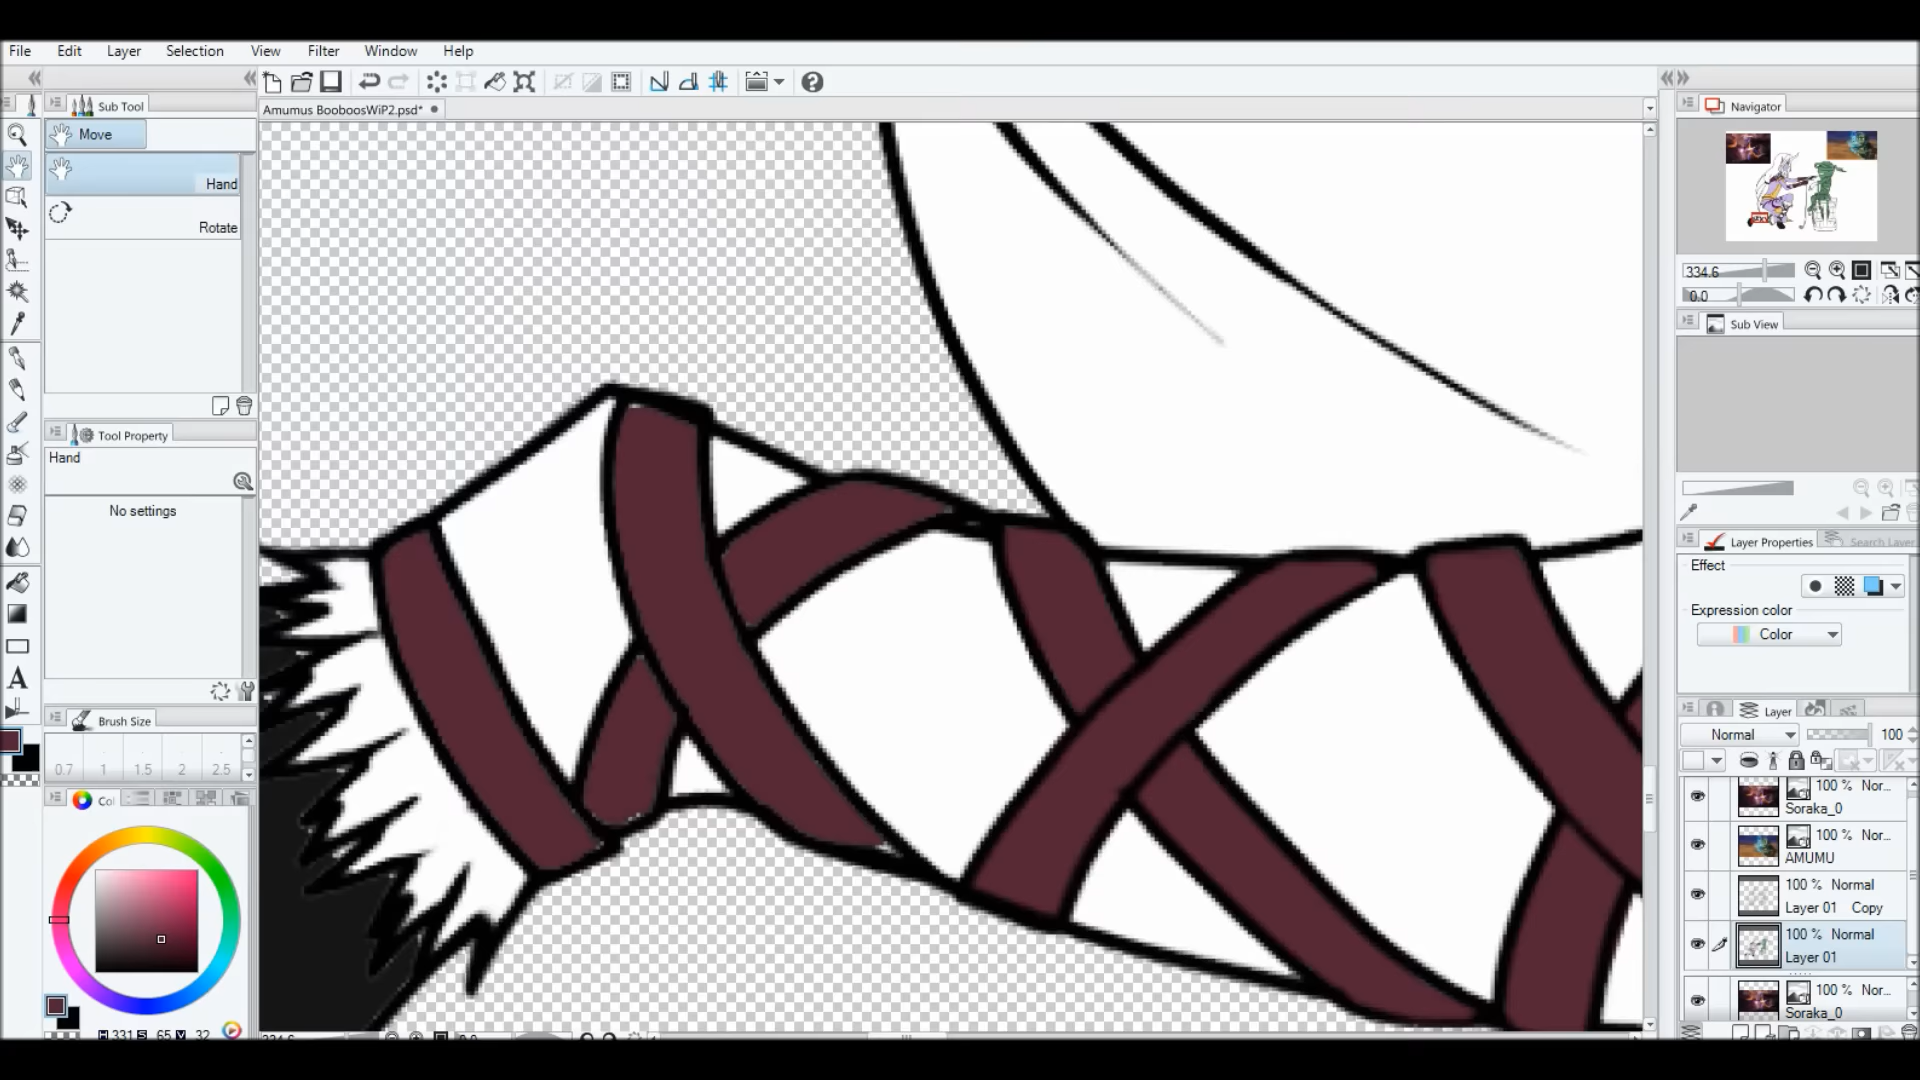 File Edit Layer Selection View Filter Window Help
Sub Tool
Amumus BooboosWiP2.psd*
Navigator
Move
Hand
Rotate
334.6
0.0
Sub View
Tool Property
Hand
No settings
Layer Properties Search Layer
Effect
Expression color
Color
Brush Size
Layer
Normal 100
0.7 1 1.5 2 2.5
100 % Nor...
Soraka_0
100 % Nor...
AMUMU
100 % Normal
Layer 01 Copy
100 % Normal
Layer 01
100 % Nor...
Soraka_0
H 331 S 65 V 32
A